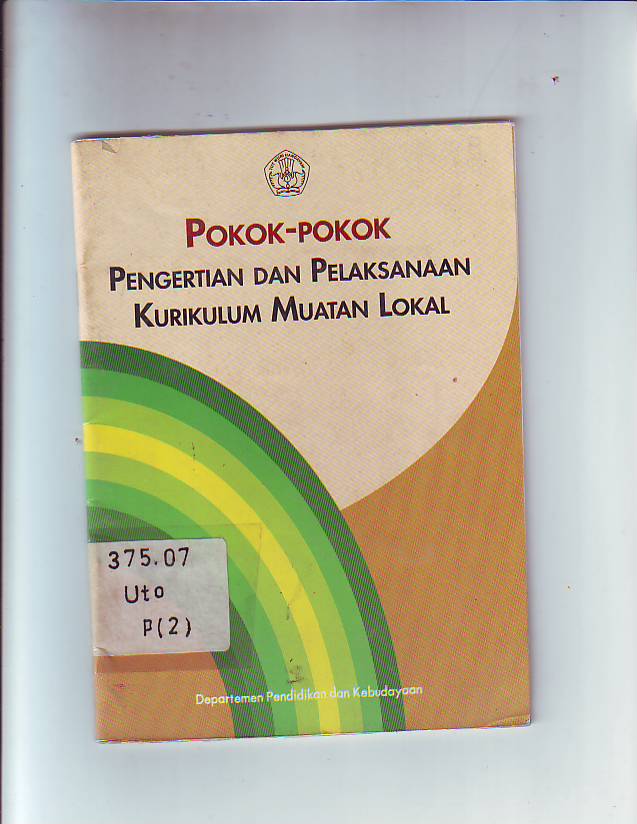 POKOK-POKOK
PENGERTIAN DAN PELAKSANAAN
KURIKULUM MUATAN LOKAL
375.07
Uto
P(2)
Departemen Pendidikan dan Kebudayaan